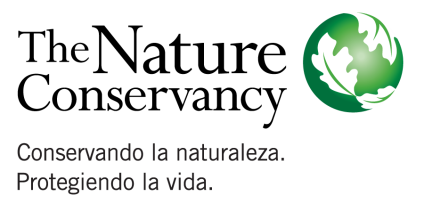 The Nature
Conservancy
Conservando la naturaleza.
Protegiendo la vida.